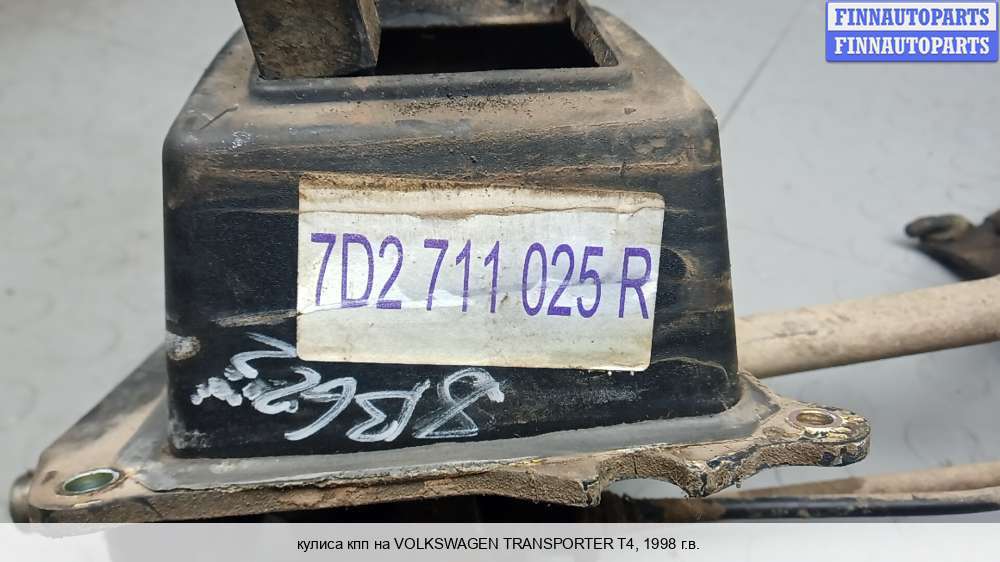 FINNAUTOPARTS
FINNAUTOPARTS
7D2 711 025 R
кулиса кпп на VOLKSWAGEN TRANSPORTER T4, 1998 г.в.